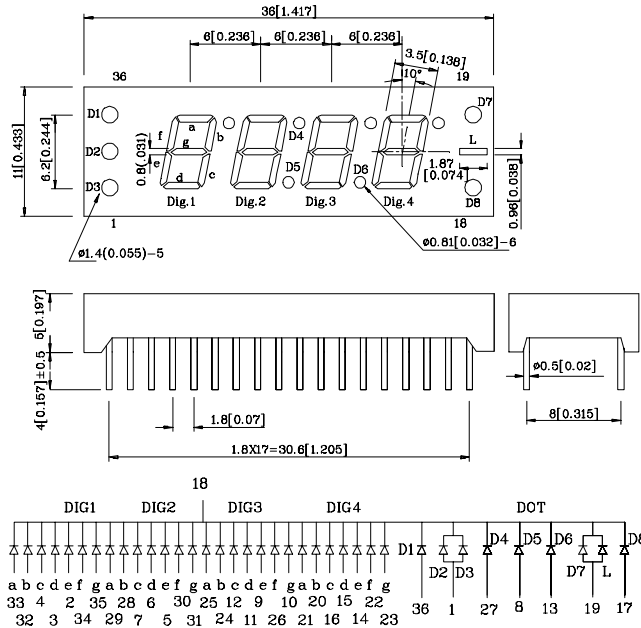 36[1.417]
6[0.236] 6[0.236] 6[0.236]
3.5[0.138]
10°
36 19
D1 D7
a
f b D4 L
g
D2
e D5 D6 1.87
[0.074]
d c
D3 D8
Dig.1 Dig.2 Dig.3 Dig.4
1 18
11[0.433]
6.2[0.244]
0.8(0.031)
0.96[0.038]
ø1.4(0.055)-5
ø0.81[0.032]-6
5[0.197]
4[0.157]±0.5
ø0.5[0.02]
1.8[0.07]
8[0.315]
1.8X17=30.6[1.205]
18
DIG1 DIG2 DIG3 DIG4 DOT
D1 D2 D3 D4 D5 D6 D7 L D8
a b c d e f g a b c d e f g a b c d e f g a b c d e f g
33 4 2 35 28 6 30 25 12 9 10 20 15 22 36 1 27 8 13 19 17
32 3 34 29 7 5 31 24 11 26 21 16 14 23